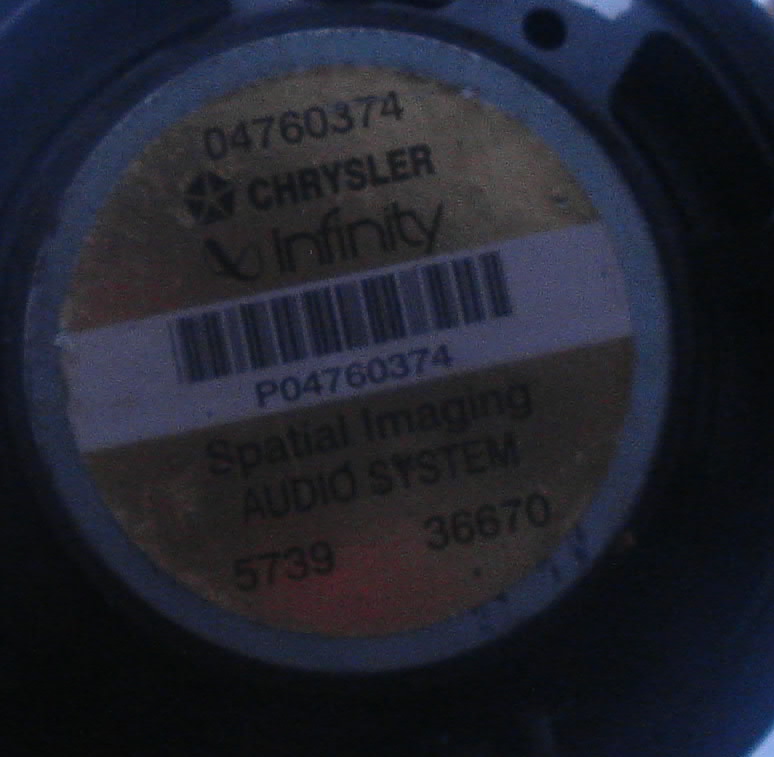 04760374
CHRYSLER
Infinity
P04760374
Spatial Imaging
AUDIO SYSTEM
5739 36670